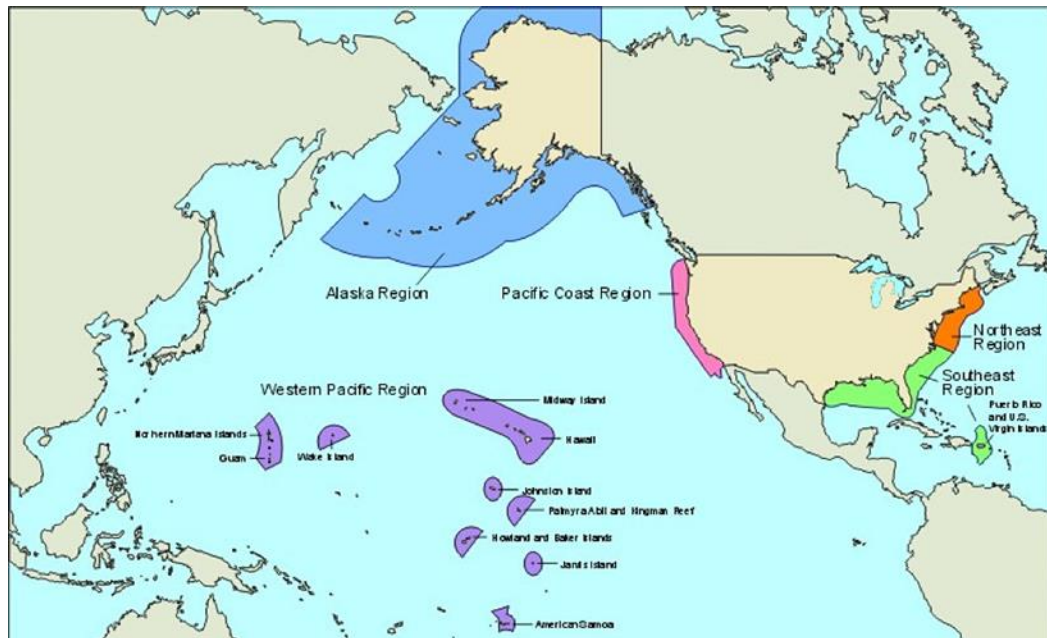 Alaska Region
Pacific Coast Region
Northeast
Region
Southeast
Region
Puerto Rico
and U.S.
Virgin Islands
Western Pacific Region
Midway Island
Northern Mariana Islands
Guam
Wake Island
Hawaii
Johnston Island
Palmyra Atoll and Kingman Reef
Howland and Baker Islands
Jarvis Island
American Samoa